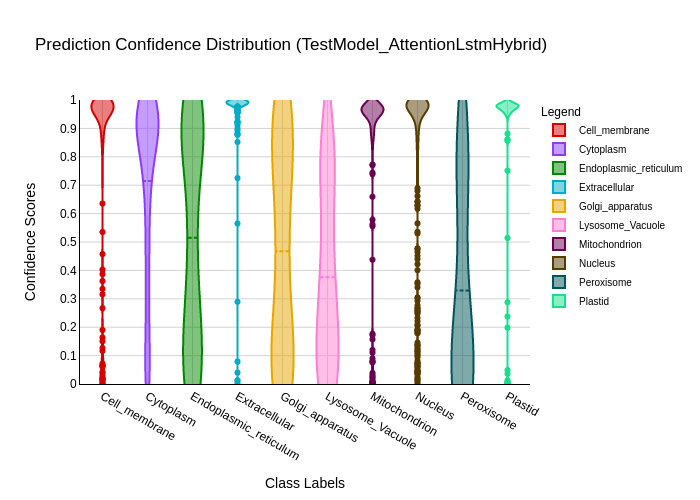 Prediction Confidence Distribution (TestModel_AttentionLstmHybrid)
Confidence Scores
1
0.9
0.8
0.7
0.6
0.5
0.4
0.3
0.2
0.1
0
Cell_membrane
Cytoplasm
Endoplasmic_reticulum
Extracellular
Golgi_apparatus
Lysosome_Vacuole
Mitochondrion
Nucleus
Peroxisome
Plastid
Class Labels
Legend
Cell_membrane
Cytoplasm
Endoplasmic_reticulum
Extracellular
Golgi_apparatus
Lysosome_Vacuole
Mitochondrion
Nucleus
Peroxisome
Plastid